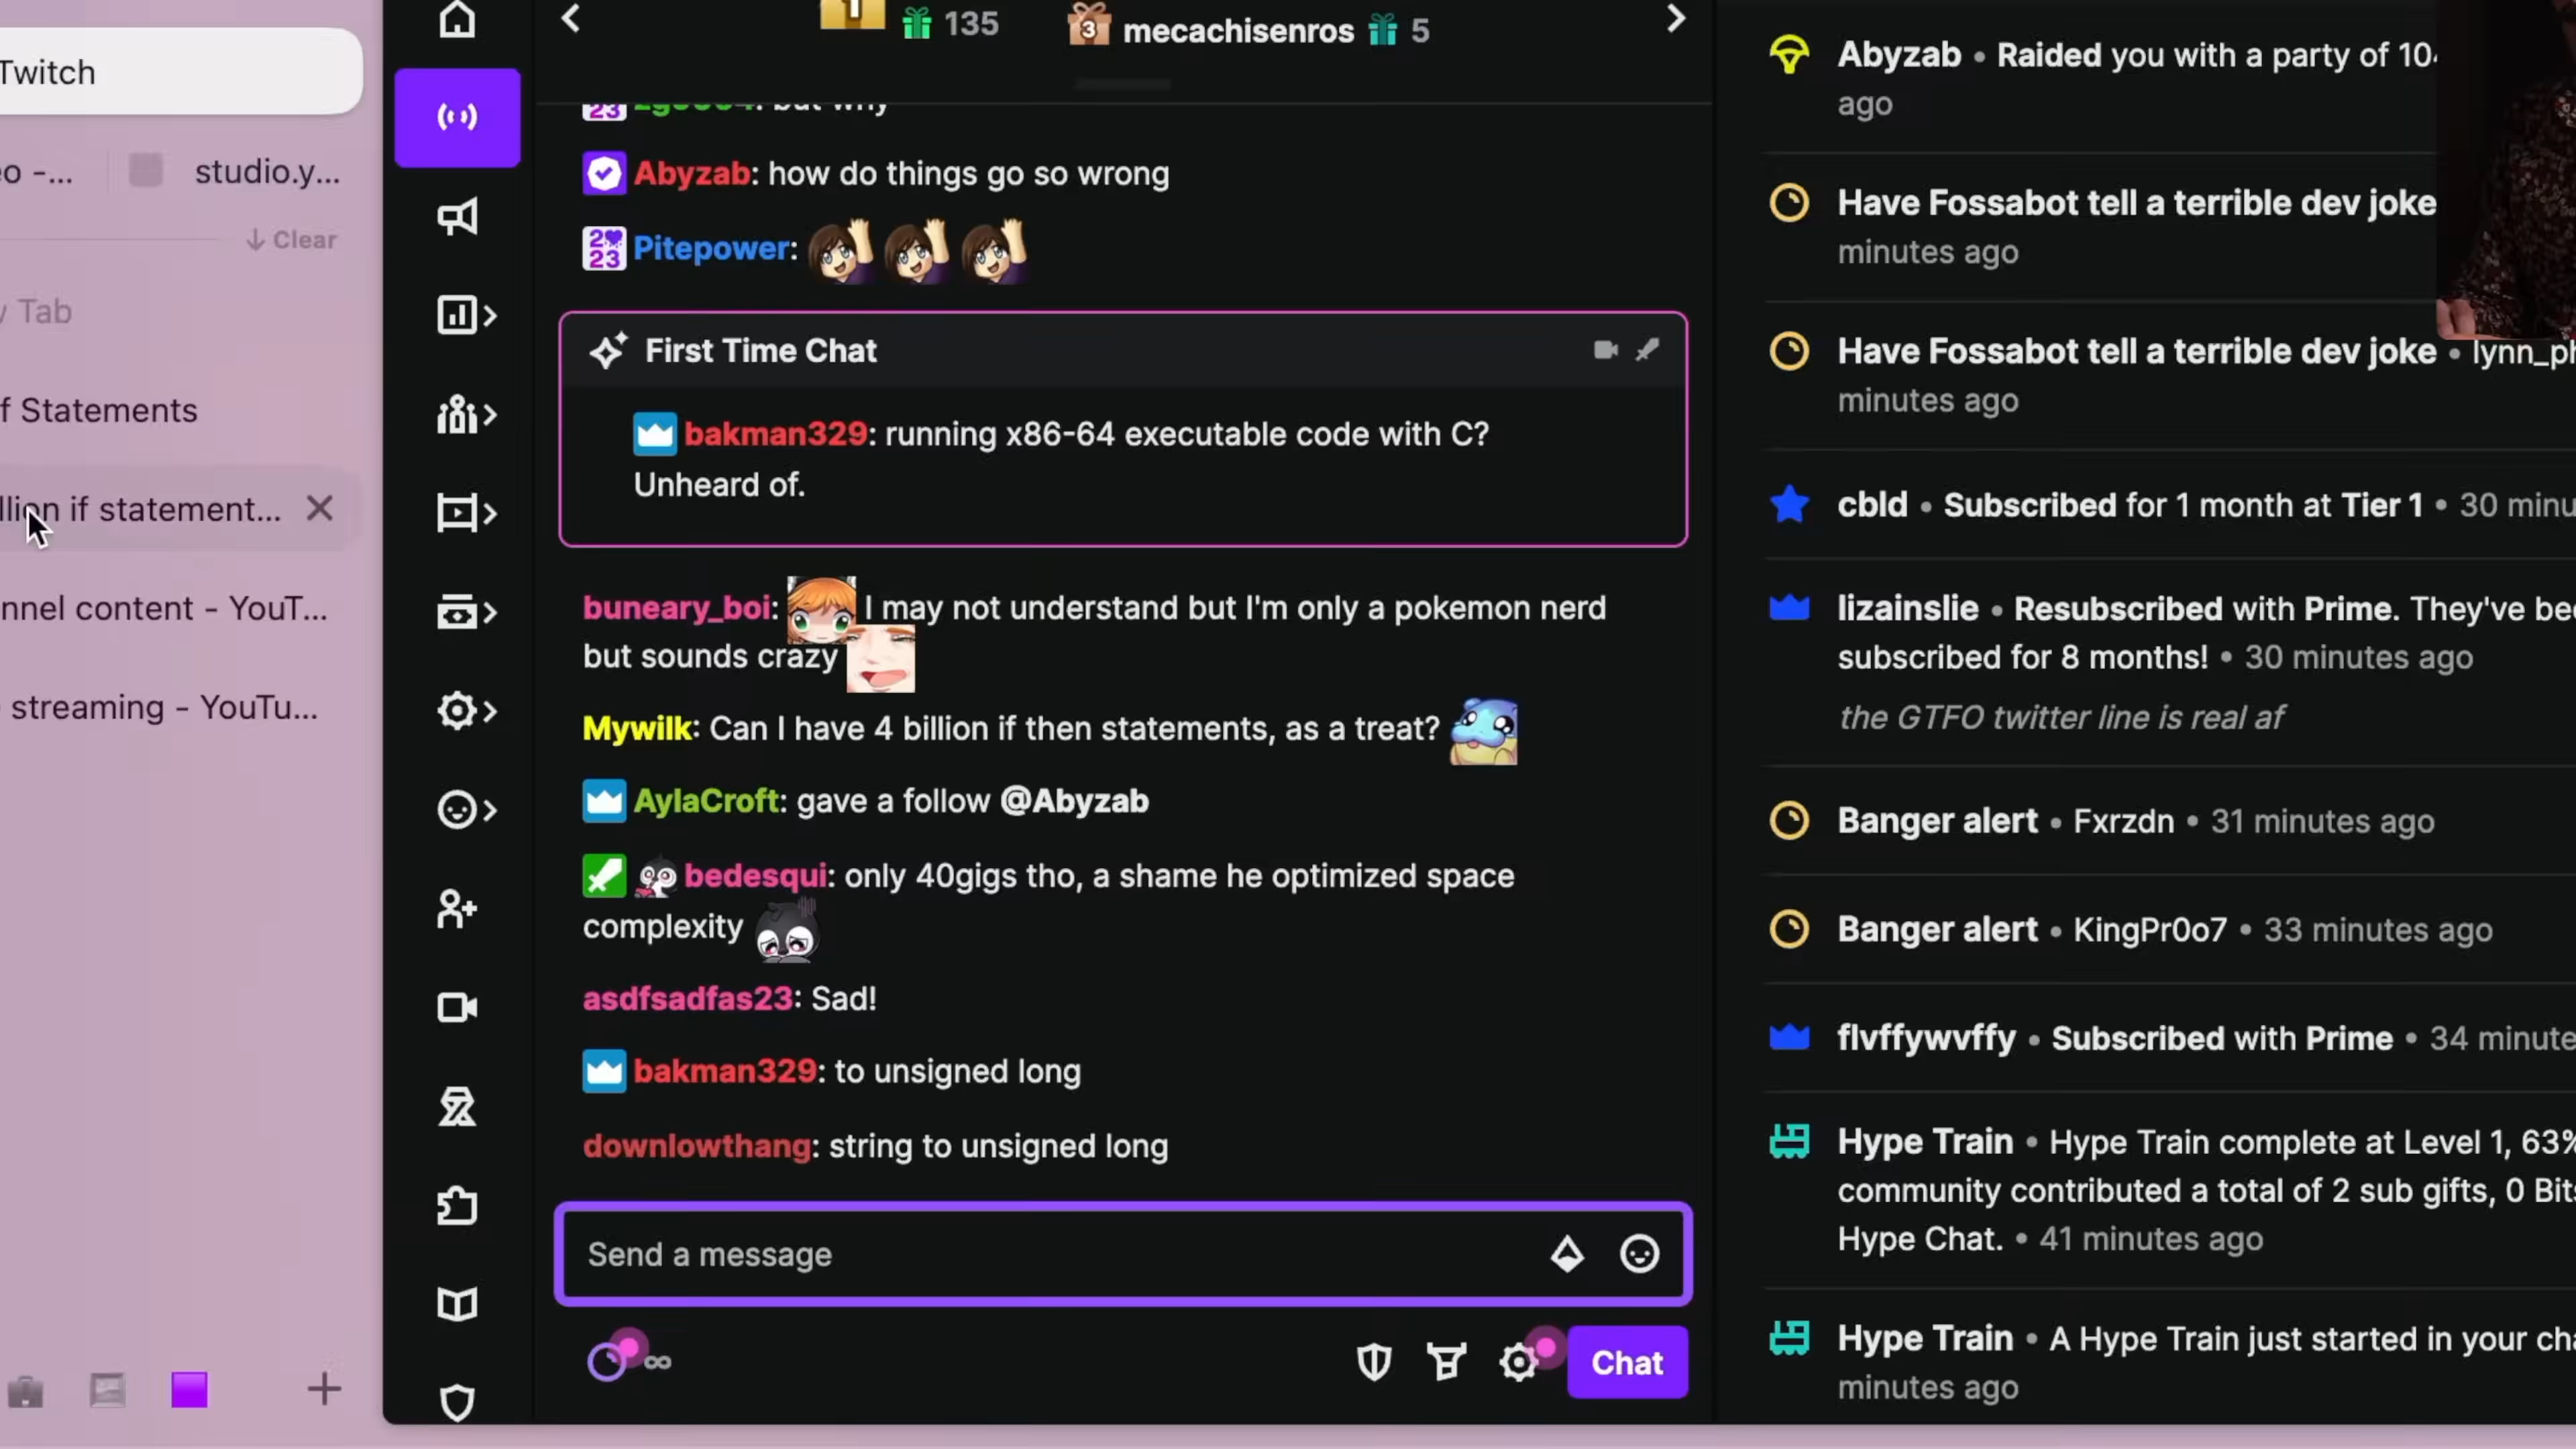 Twitch
eo -...
studio.y...
Clear
Tab
f Statements
llion if statement...
nnel content - YouT...
streaming - YouTu...
1
135
3
mecachisenros
5
but why
Abyzab: how do things go so wrong
Pitepower:
First Time Chat
bakman329: running x86-64 executable code with C?
Unheard of.
buneary_boi: I may not understand but I'm only a pokemon nerd
but sounds crazy
Mywilk: Can I have 4 billion if then statements, as a treat?
AylaCroft: gave a follow @Abyzab
bedesqui: only 40gigs tho, a shame he optimized space
complexity
asdfsadfas23: Sad!
bakman329: to unsigned long
downlowthang: string to unsigned long
Send a message
Chat
Abyzab • Raided you with a party of 10
ago
Have Fossabot tell a terrible dev joke
minutes ago
Have Fossabot tell a terrible dev joke • lynn_ph
minutes ago
cbld • Subscribed for 1 month at Tier 1 • 30 minu
lizainslie • Resubscribed with Prime. They've bee
subscribed for 8 months! • 30 minutes ago
the GTFO twitter line is real af
Banger alert • Fxrzdn • 31 minutes ago
Banger alert • KingPr0o7 • 33 minutes ago
flvffywvffy • Subscribed with Prime • 34 minute
Hype Train • Hype Train complete at Level 1, 63%
community contributed a total of 2 sub gifts, 0 Bits
Hype Chat. • 41 minutes ago
Hype Train • A Hype Train just started in your cha
minutes ago